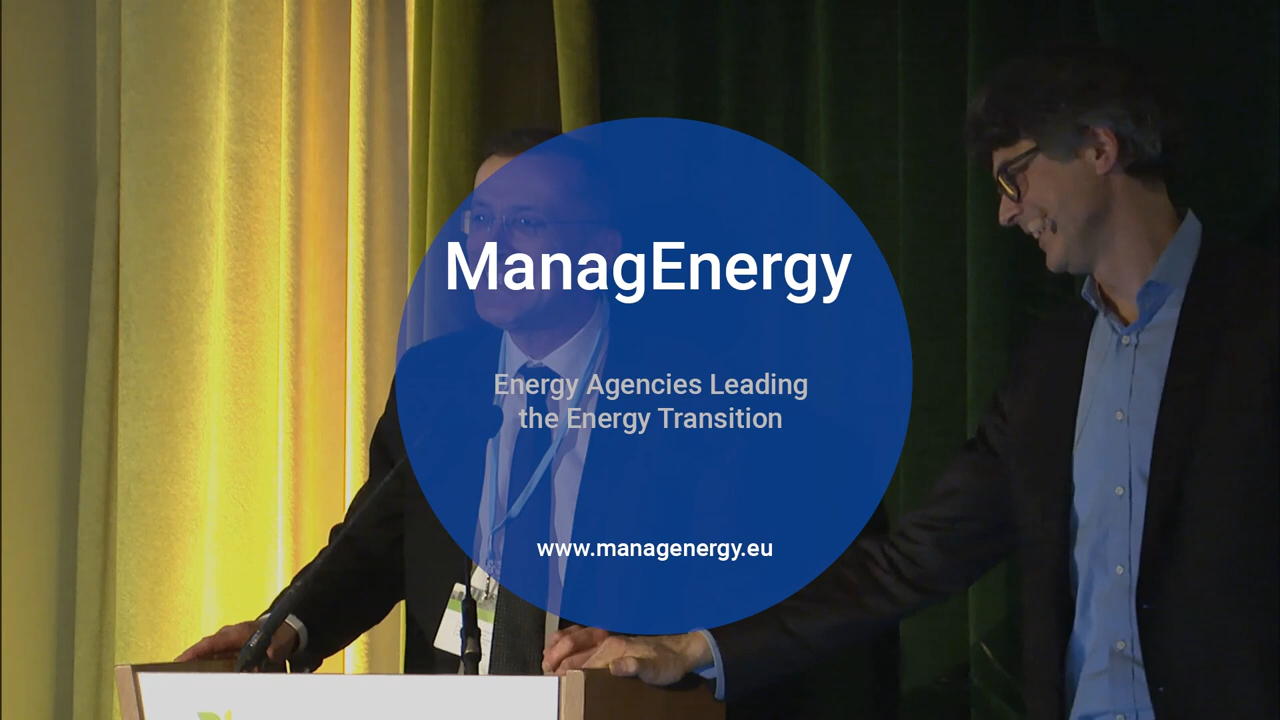 ManagEnergy
Energy Agencies Leading
the Energy Transition
www.managenergy.eu